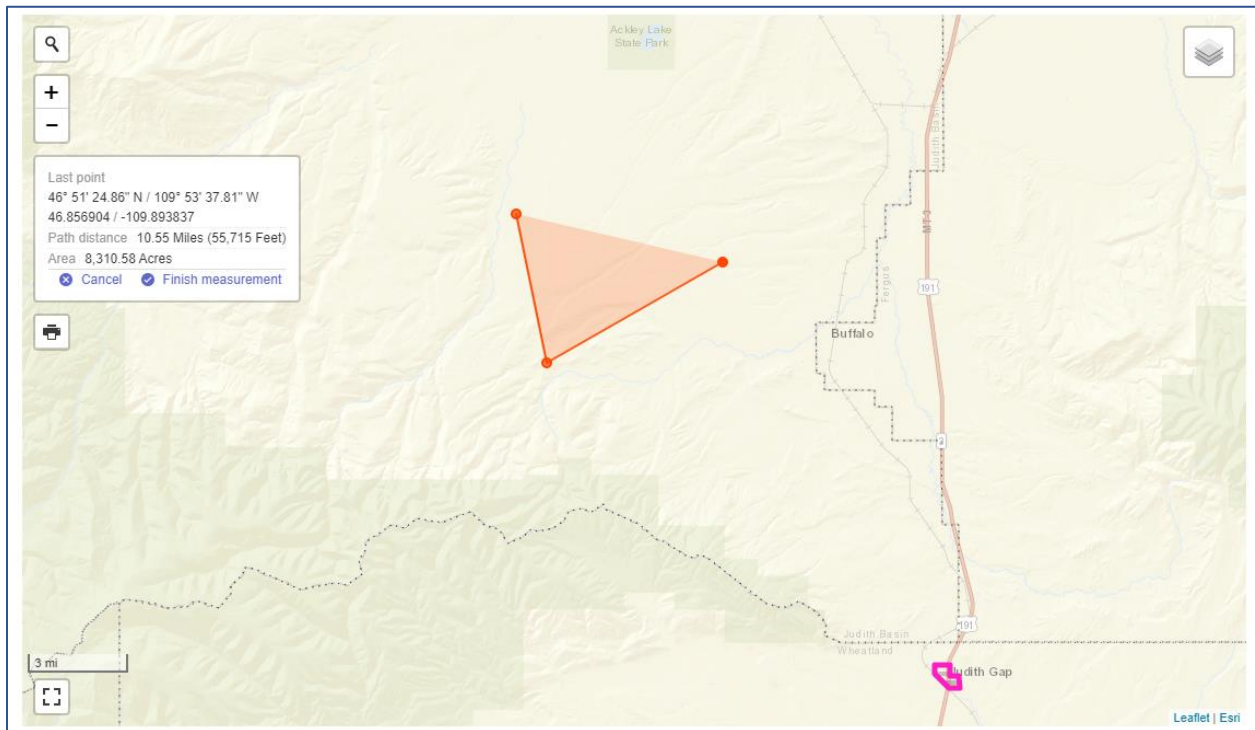 Ackley Lake
State Park
+
−
Last point
46° 51' 24.86" N / 109° 53' 37.81" W
46.856904 / -109.893837
Path distance 10.55 Miles (55,715 Feet)
Area 8,310.58 Acres
Cancel Finish measurement
Judith Basin
MT-3
Fergus
191
Buffalo
3
191
Judith Basin
Wheatland
3 mi
Judith Gap
Leaflet | Esri